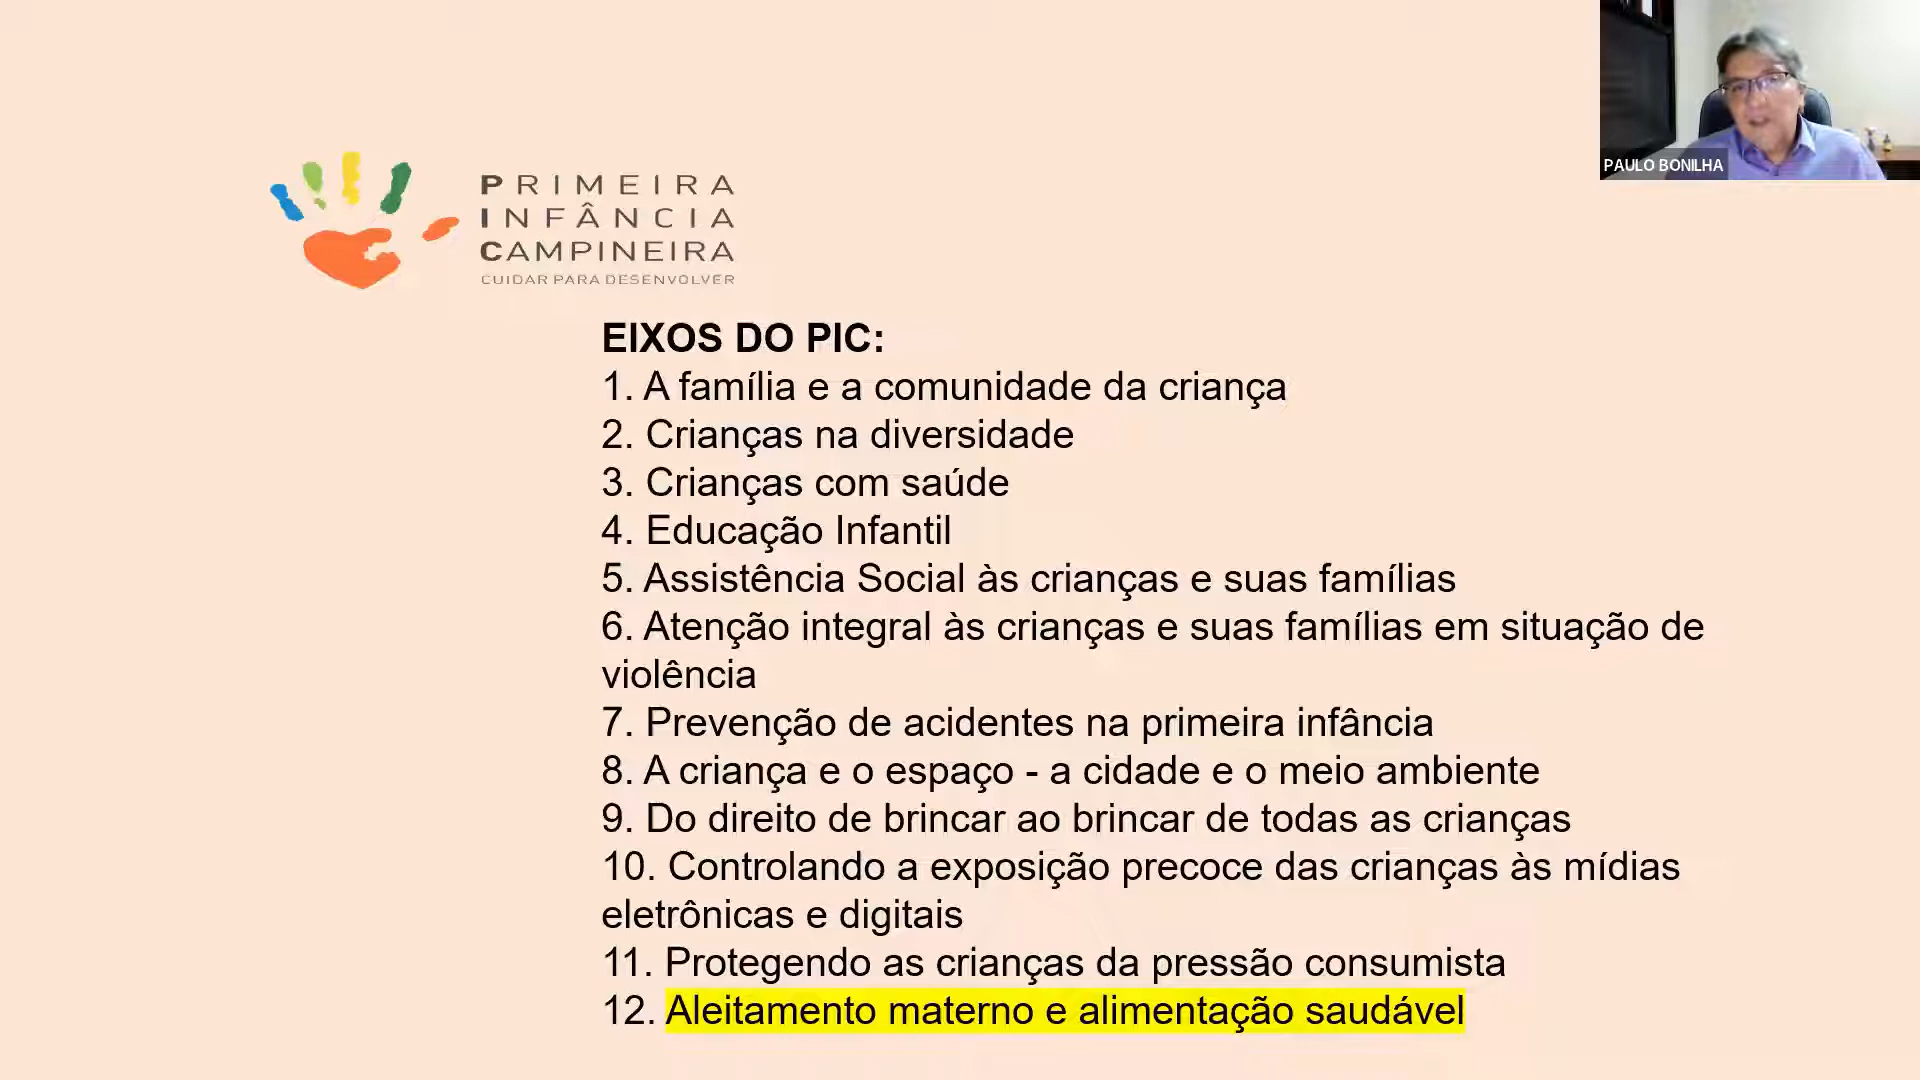 PAULO BONILHA
PRIMEIRA
INFÂNCIA
CAMPINEIRA
CUIDAR PARA DESENVOLVER
EIXOS DO PIC:
1. A família e a comunidade da criança
2. Crianças na diversidade
3. Crianças com saúde
4. Educação Infantil
5. Assistência Social às crianças e suas famílias
6. Atenção integral às crianças e suas famílias em situação de
violência
7. Prevenção de acidentes na primeira infância
8. A criança e o espaço - a cidade e o meio ambiente
9. Do direito de brincar ao brincar de todas as crianças
10. Controlando a exposição precoce das crianças às mídias
eletrônicas e digitais
11. Protegendo as crianças da pressão consumista
12. Aleitamento materno e alimentação saudável